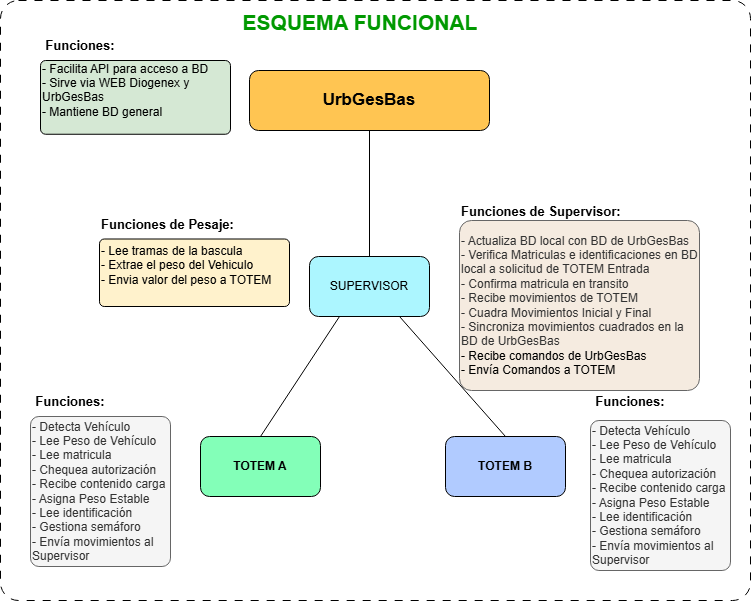 ESQUEMA FUNCIONAL
Funciones:
- Facilita API para acceso a BD
- Sirve via WEB Diogenex y
UrbGesBas
- Mantiene BD general
UrbGesBas
Funciones de Pesaje:
- Lee tramas de la bascula
- Extrae el peso del Vehiculo
- Envia valor del peso a TOTEM
SUPERVISOR
Funciones de Supervisor:
- Actualiza BD local con BD de UrbGesBas
- Verifica Matriculas e identificaciones en BD
local a solicitud de TOTEM Entrada
- Confirma matricula en transito
- Recibe movimientos de TOTEM
- Cuadra Movimientos Inicial y Final
- Sincroniza movimientos cuadrados en la
BD de UrbGesBas
- Recibe comandos de UrbGesBas
- Envía Comandos a TOTEM
Funciones:
- Detecta Vehículo
- Lee Peso de Vehículo
- Lee matricula
- Chequea autorización
- Recibe contenido carga
- Asigna Peso Estable
- Lee identificación
- Gestiona semáforo
- Envía movimientos al
Supervisor
TOTEM A
TOTEM B
Funciones:
- Detecta Vehículo
- Lee Peso de Vehículo
- Lee matricula
- Chequea autorización
- Recibe contenido carga
- Asigna Peso Estable
- Lee identificación
- Gestiona semáforo
- Envía movimientos al
Supervisor